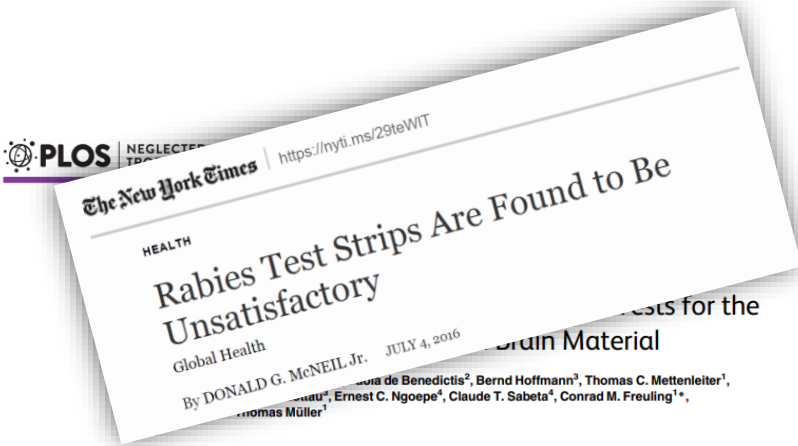 PLOS NEGLECTED
The New York Times https://nyti.ms/29teWIT
HEALTH
Rabies Test Strips Are Found to Be
Unsatisfactory
Global Health
By DONALD G. McNEIL Jr. JULY 4, 2016
for the
Brain Material
de Benedictis², Bernd Hoffmann³, Thomas C. Mettenleiter¹,
Ernest C. Ngoepe⁴, Claude T. Sabeta⁴, Conrad M. Freuling¹*,
Thomas Müller¹